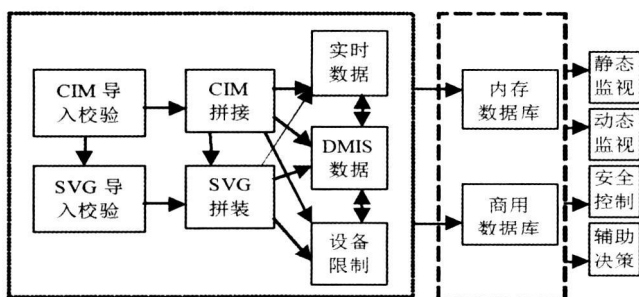 CIM 导
入校验
CIM
拼接
实时
数据
SVG 导
入校验
SVG
拼装
DMIS
数据
设备
限制
内存
数据库
商用
数据库
静态
监视
动态
监视
安全
控制
辅助
决策